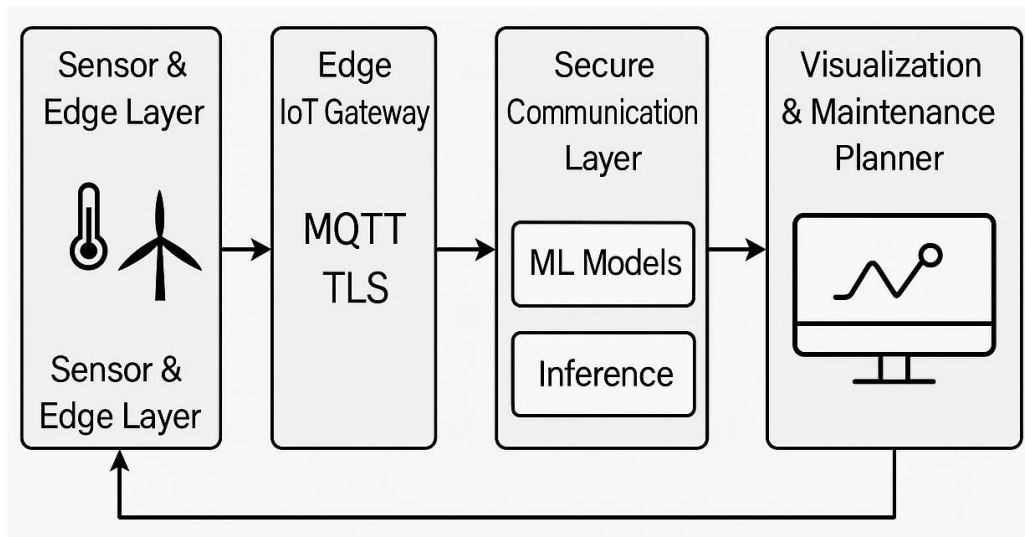 Sensor &
Edge Layer
Sensor &
Edge Layer
Edge
IoT Gateway
MQTT
TLS
Secure
Communication
Layer
ML Models
Inference
Visualization
& Maintenance
Planner